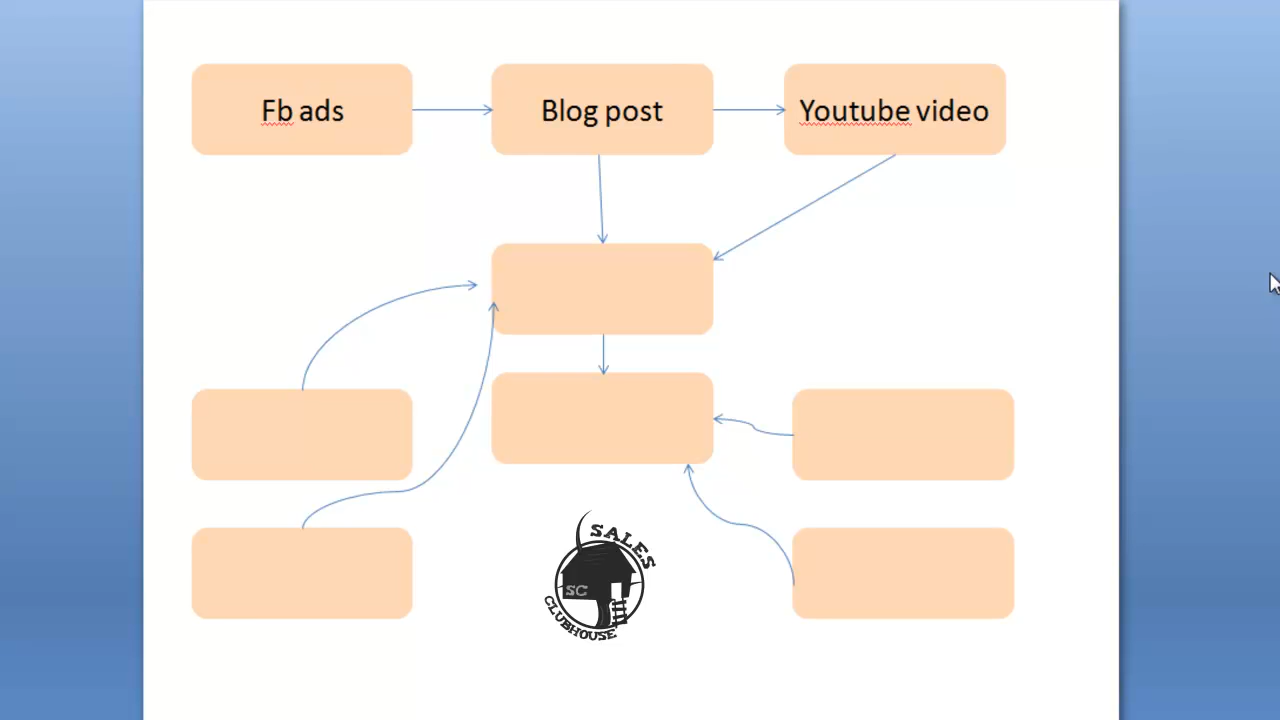 Fb ads
Blog post
Youtube video
SALES
SC
CLUBHOUSE